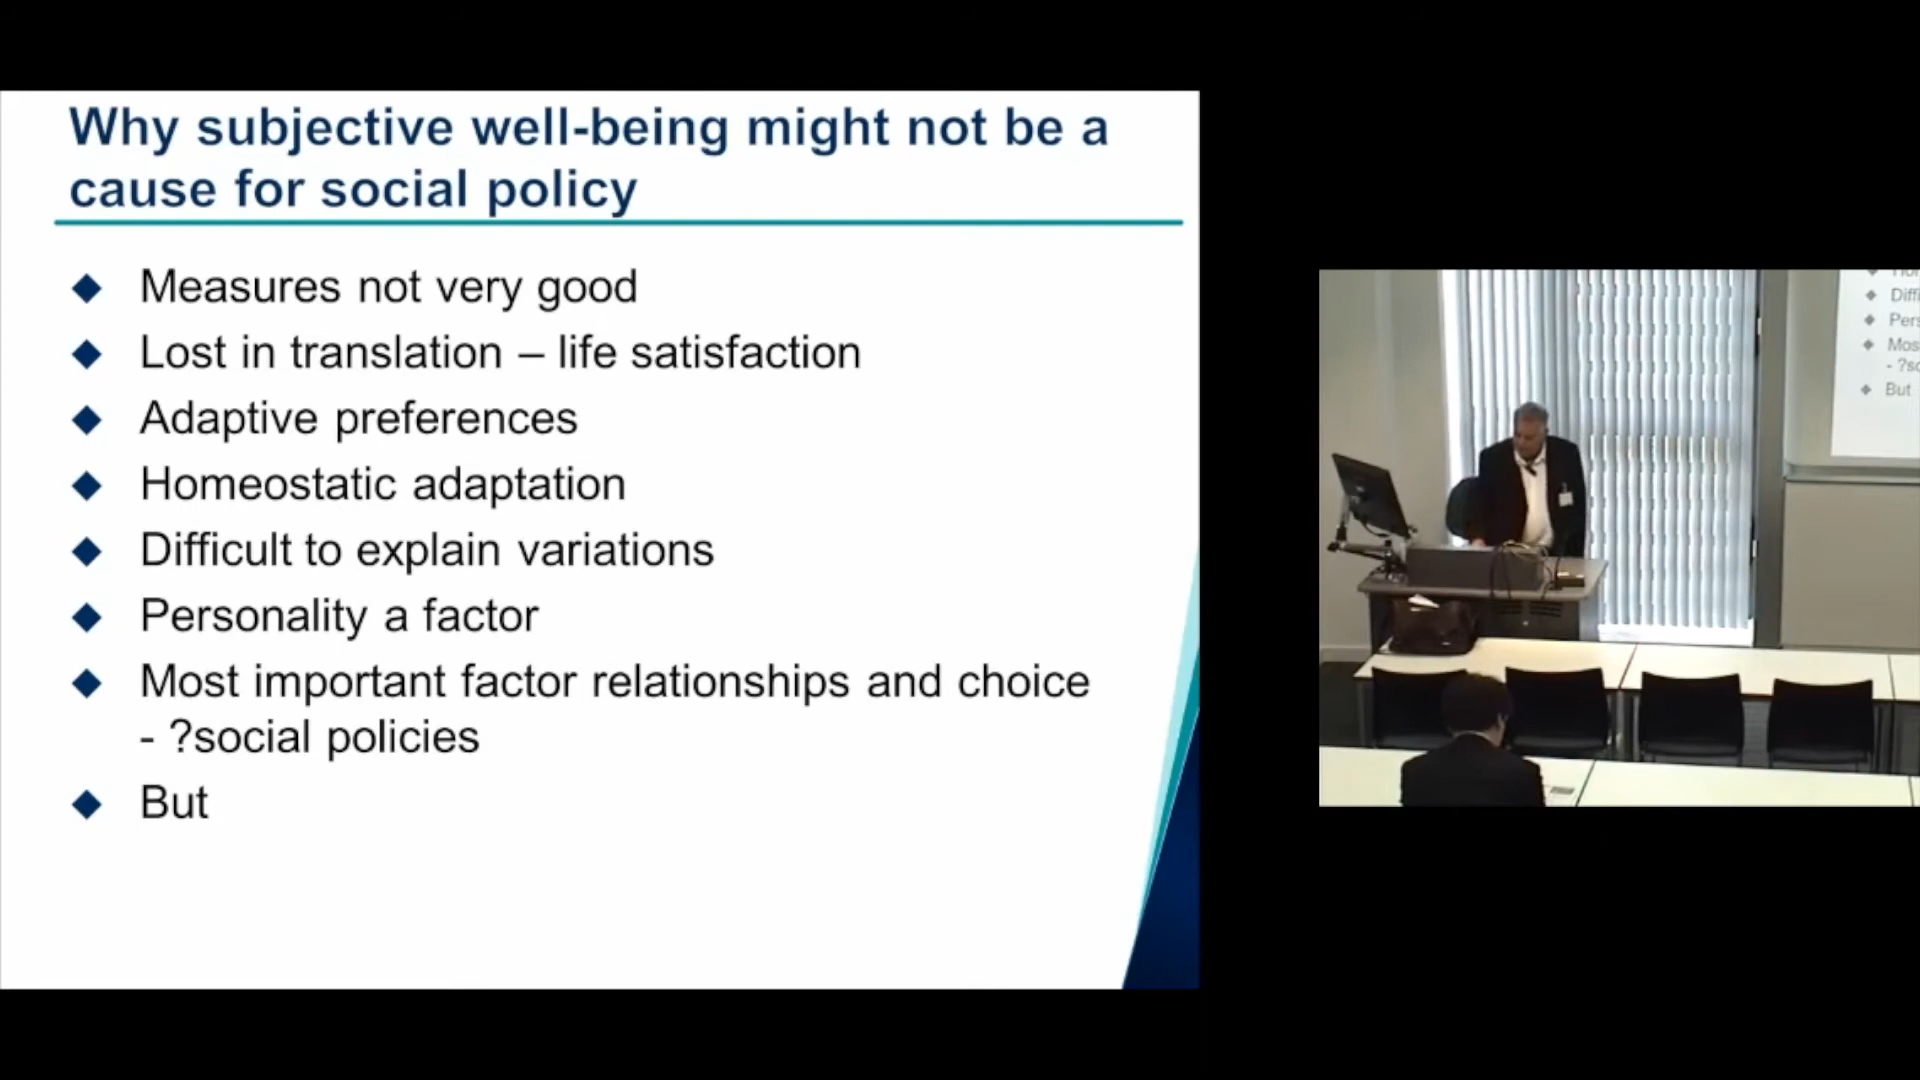 Why subjective well-being might not be a
cause for social policy
Measures not very good
Lost in translation – life satisfaction
Adaptive preferences
Homeostatic adaptation
Difficult to explain variations
Personality a factor
Most important factor relationships and choice
- ?social policies
But
But